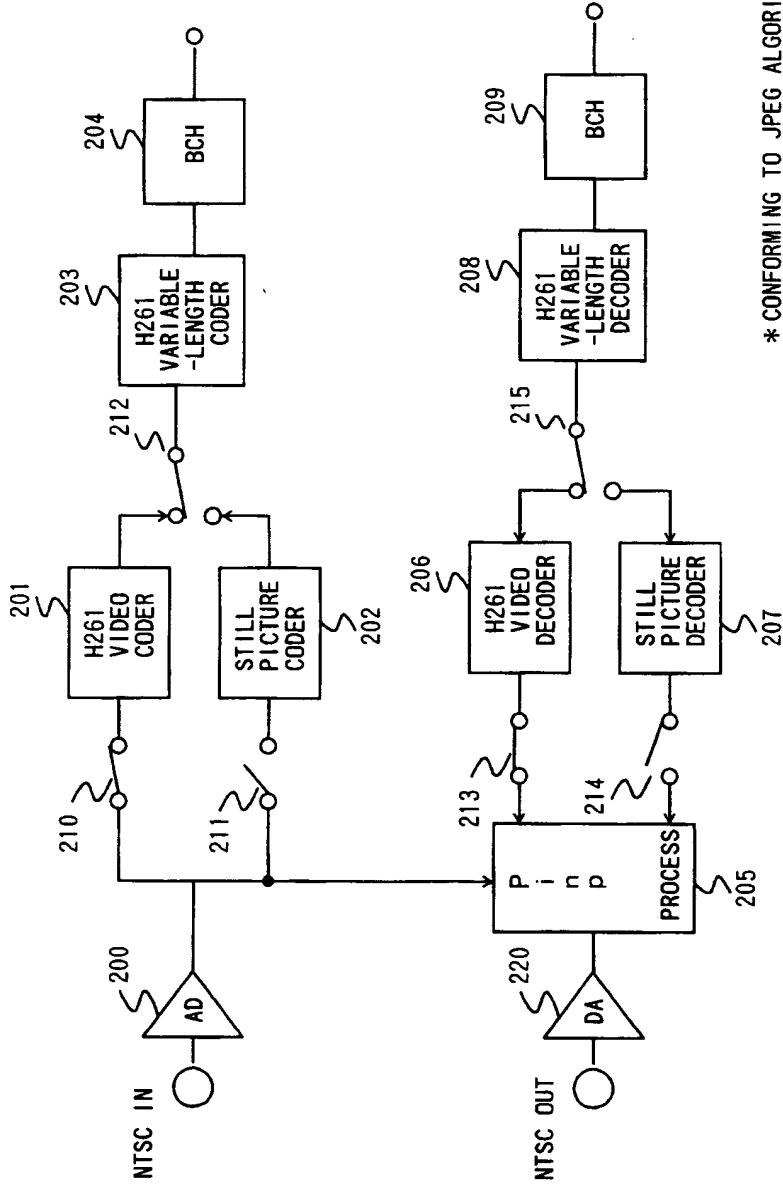 NTSC IN
200
AD
210
211
201
H261
VIDEO
CODER
STILL
PICTURE
CODER
202
212
203
H261
VARIABLE
-LENGTH
CODER
204
BCH
NTSC OUT
220
DA
P in p
PROCESS
205
213
214
206
H261
VIDEO
DECODER
STILL
PICTURE
DECODER
207
215
208
H261
VARIABLE
-LENGTH
DECODER
209
BCH
* CONFORMING TO JPEG ALGORI